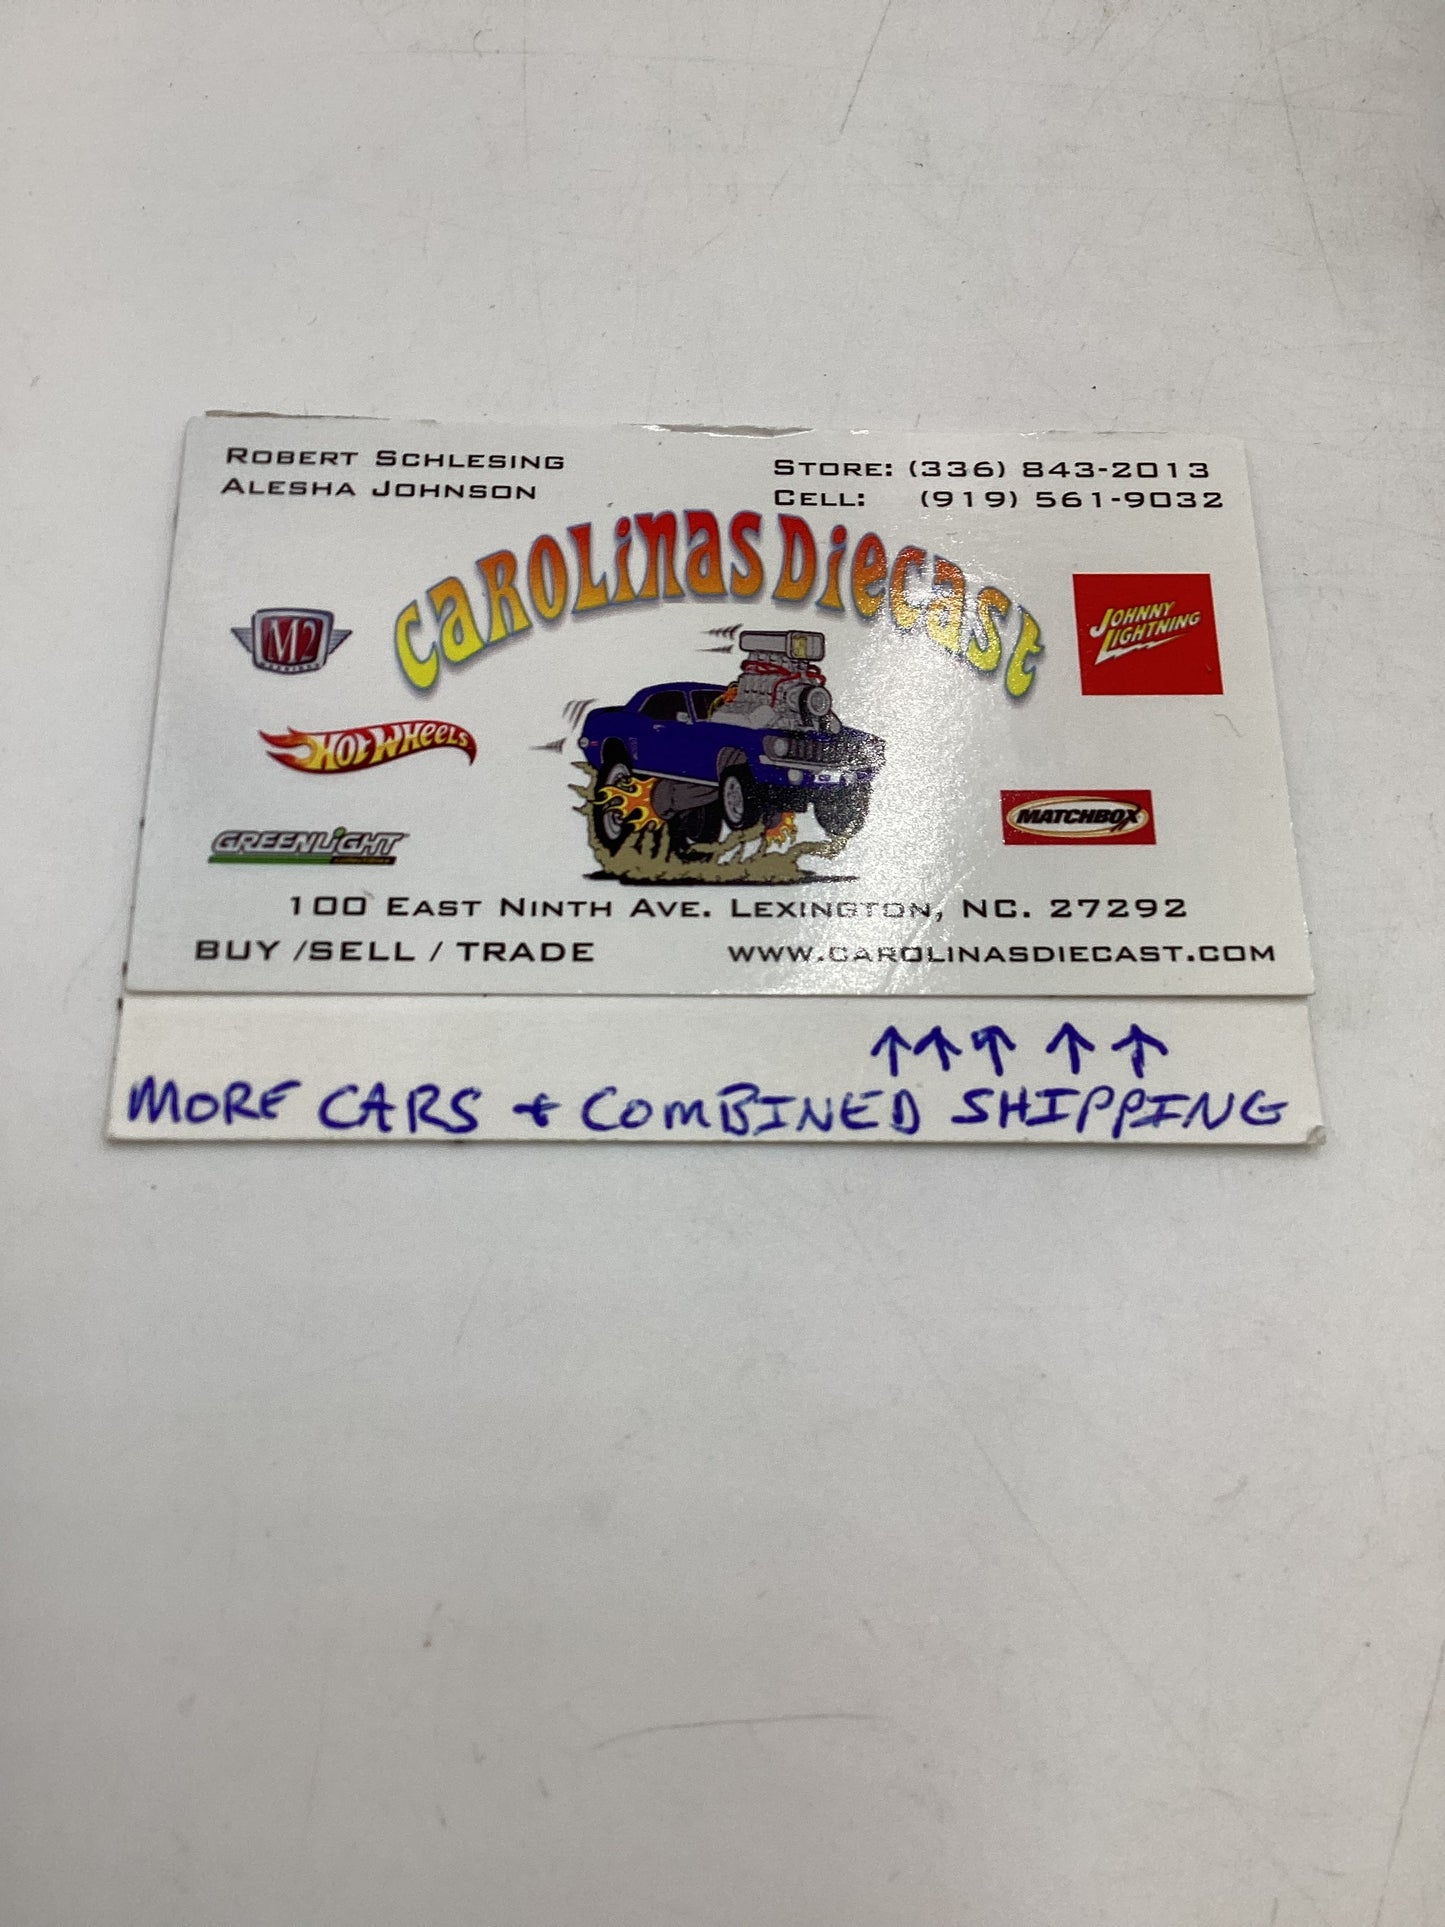 ROBERT SCHLESING
ALESHA JOHNSON
STORE: (336) 843-2013
CELL: (919) 561-9032
CAROLINAS DIECAST
M2
JOHNNY LIGHTNING
HOT WHEELS
MATCHBOX
GREENLIGHT
100 EAST NINTH AVE. LEXINGTON, NC. 27292
BUY /SELL / TRADE
WWW.CAROLINASDIECAST.COM
↑↑↑↑↑
MORE CARS + COMBINED SHIPPING